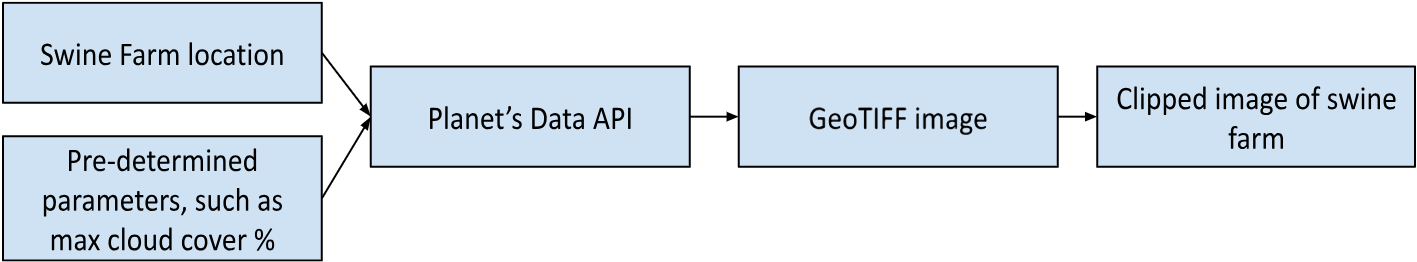 Swine Farm location
Pre-determined
parameters, such as
max cloud cover %
Planet's Data API
GeoTIFF image
Clipped image of swine
farm